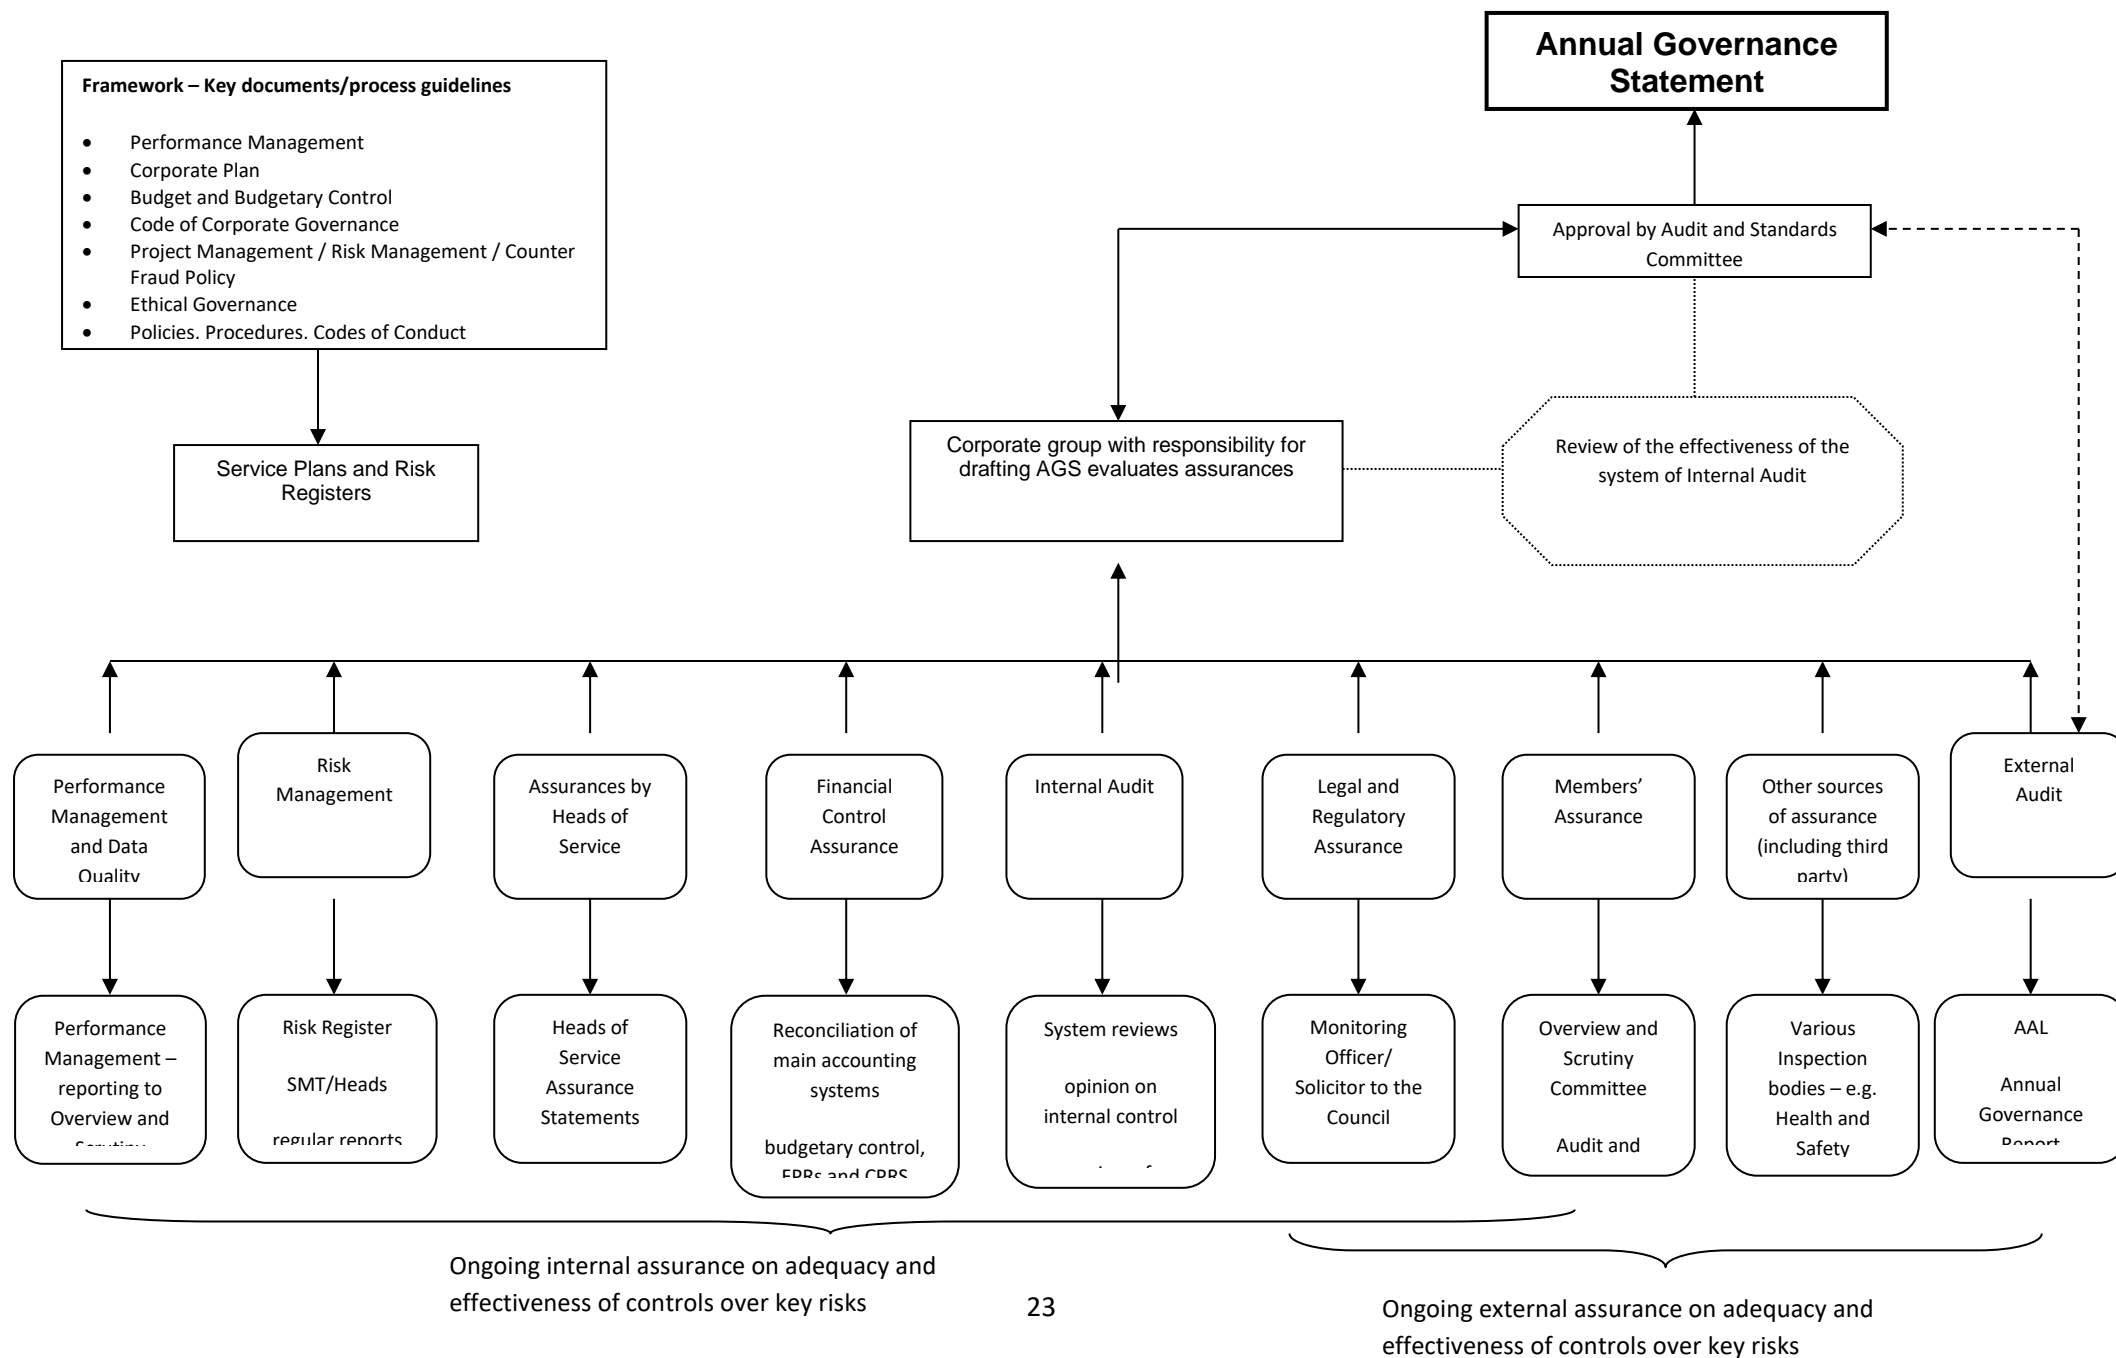 Annual Governance
Statement
Framework – Key documents/process guidelines
• Performance Management
• Corporate Plan
• Budget and Budgetary Control
• Code of Corporate Governance
• Project Management / Risk Management / Counter
Fraud Policy
• Ethical Governance
• Policies. Procedures. Codes of Conduct
Approval by Audit and Standards
Committee
Service Plans and Risk
Registers
Corporate group with responsibility for
drafting AGS evaluates assurances
Review of the effectiveness of the
system of Internal Audit
Performance
Management
and Data
Quality
Risk
Management
Assurances by
Heads of
Service
Financial
Control
Assurance
Internal Audit
Legal and
Regulatory
Assurance
Members’
Assurance
Other sources
of assurance
(including third
party)
External
Audit
Performance
Management –
reporting to
Overview and
Scrutiny
Risk Register
SMT/Heads
regular reports
Heads of
Service
Assurance
Statements
Reconciliation of
main accounting
systems
budgetary control,
and
System reviews
opinion on
internal control
Monitoring
Officer/
Solicitor to the
Council
Overview and
Scrutiny
Committee
Audit and
Various
Inspection
bodies – e.g.
Health and
Safety
AAL
Annual
Governance
Report
Ongoing internal assurance on adequacy and
effectiveness of controls over key risks
23
Ongoing external assurance on adequacy and
effectiveness of controls over key risks